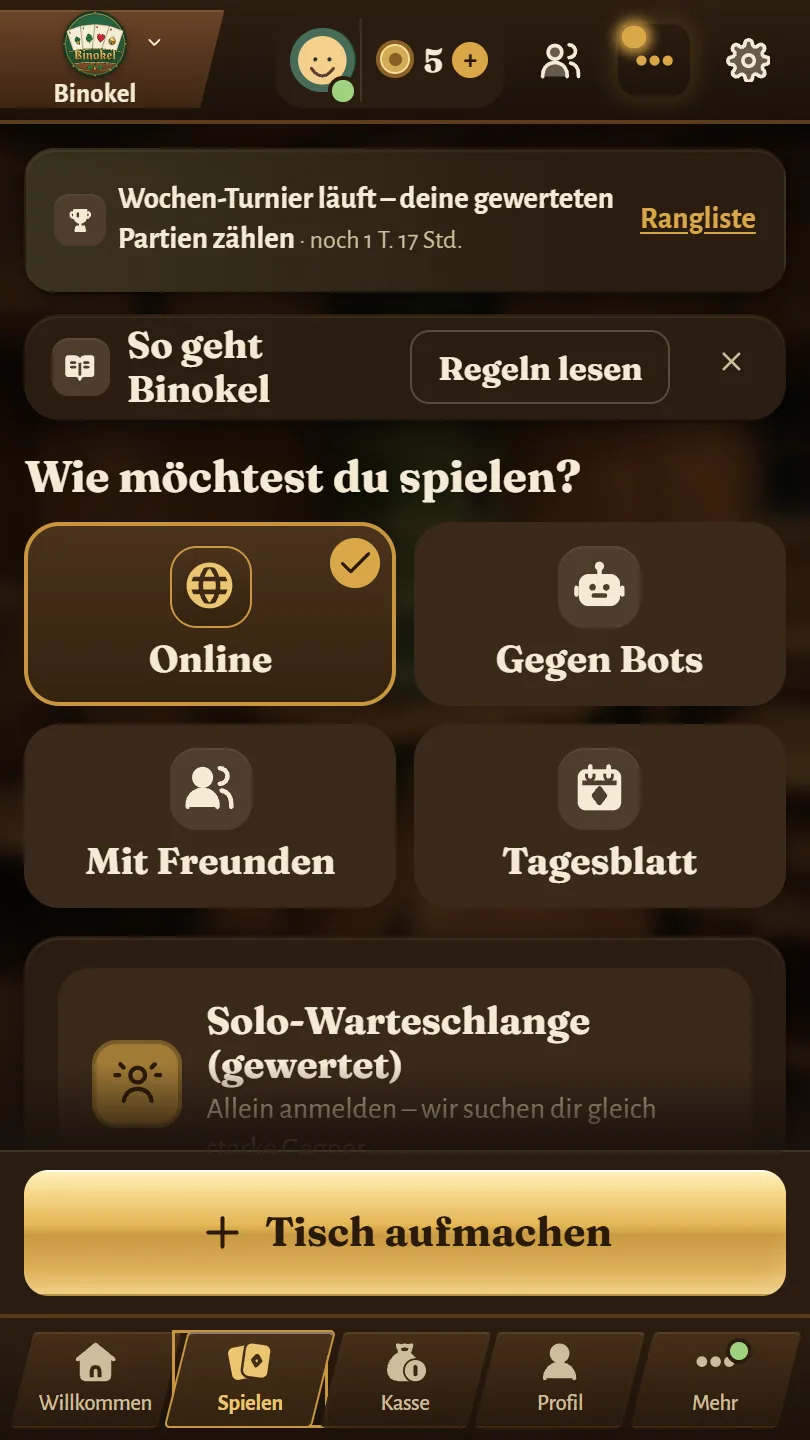 Binokel
Binokel
5
Wochen-Turnier läuft – deine gewerteten
Partien zählen · noch 1 T. 17 Std.
Rangliste
So geht
Binokel
Regeln lesen
Wie möchtest du spielen?
Online
Gegen Bots
Mit Freunden
Tagesblatt
Solo-Warteschlange
(gewertet)
Allein anmelden – wir suchen dir gleich
starke Gegner.
Tisch aufmachen
Willkommen
Spielen
Kasse
Profil
Mehr